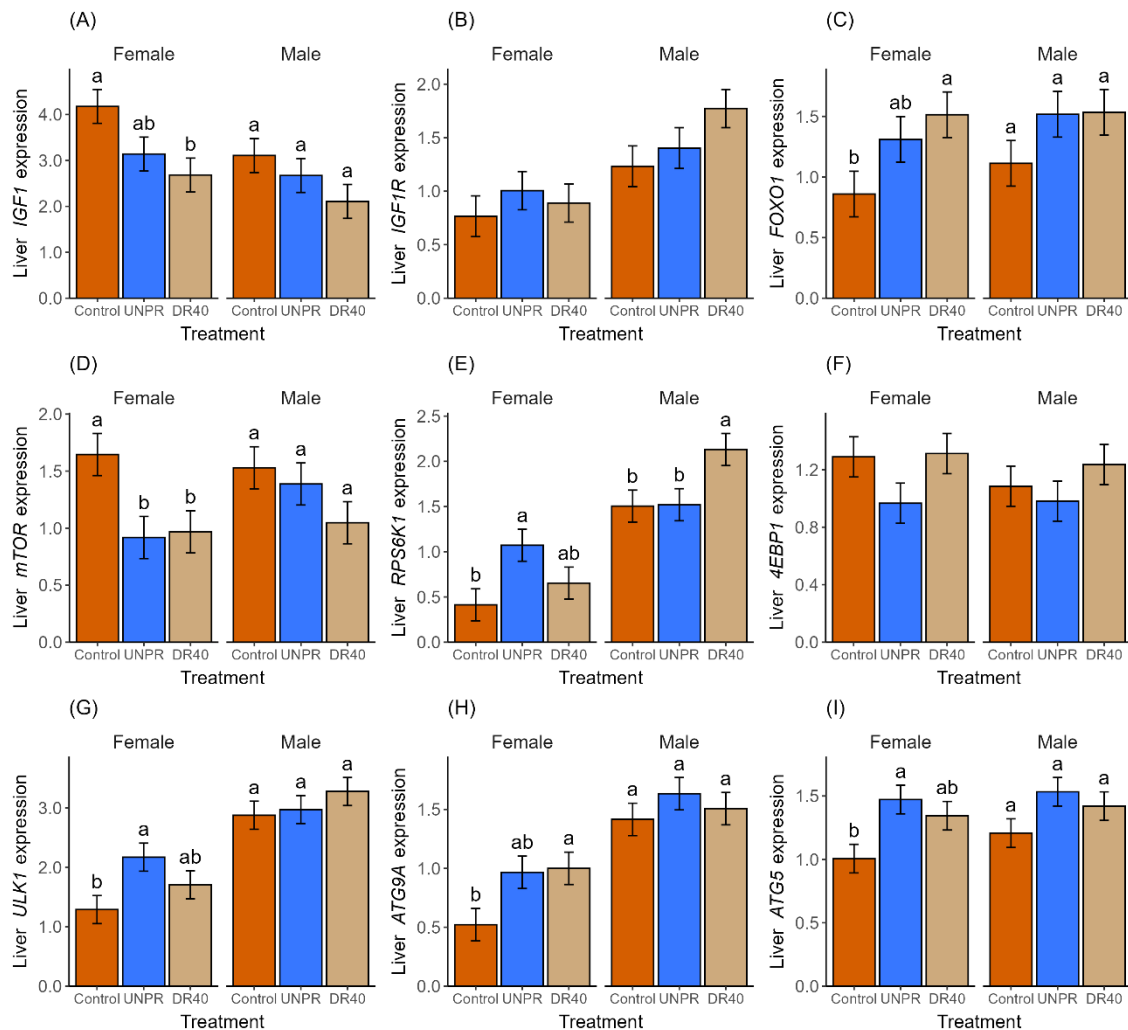 (A)
Female Male
Liver IGF1 expression
4.0
3.0
2.0
1.0
0.0
a
ab
b
a
a
a
Control UNPR DR40 Control UNPR DR40
Treatment
(B)
Female Male
Liver IGF1R expression
2.0
1.5
1.0
0.5
0.0
Control UNPR DR40 Control UNPR DR40
Treatment
(C)
Female Male
Liver FOXO1 expression
1.5
1.0
0.5
0.0
b
ab
a
a
a
a
Control UNPR DR40 Control UNPR DR40
Treatment
(D)
Female Male
Liver mTOR expression
2.0
1.5
1.0
0.5
0.0
a
b
b
a
a
a
Control UNPR DR40 Control UNPR DR40
Treatment
(E)
Female Male
Liver RPS6K1 expression
2.5
2.0
1.5
1.0
0.5
0.0
b
a
ab
b
b
a
Control UNPR DR40 Control UNPR DR40
Treatment
(F)
Female Male
Liver 4EBP1 expression
1.2
0.8
0.4
0.0
Control UNPR DR40 Control UNPR DR40
Treatment
(G)
Female Male
Liver ULK1 expression
3.0
2.0
1.0
0.0
b
a
ab
a
a
a
Control UNPR DR40 Control UNPR DR40
Treatment
(H)
Female Male
Liver ATG9A expression
1.5
1.0
0.5
0.0
b
ab
a
a
a
a
Control UNPR DR40 Control UNPR DR40
Treatment
(I)
Female Male
Liver ATG5 expression
1.5
1.0
0.5
0.0
b
a
ab
a
a
a
Control UNPR DR40 Control UNPR DR40
Treatment